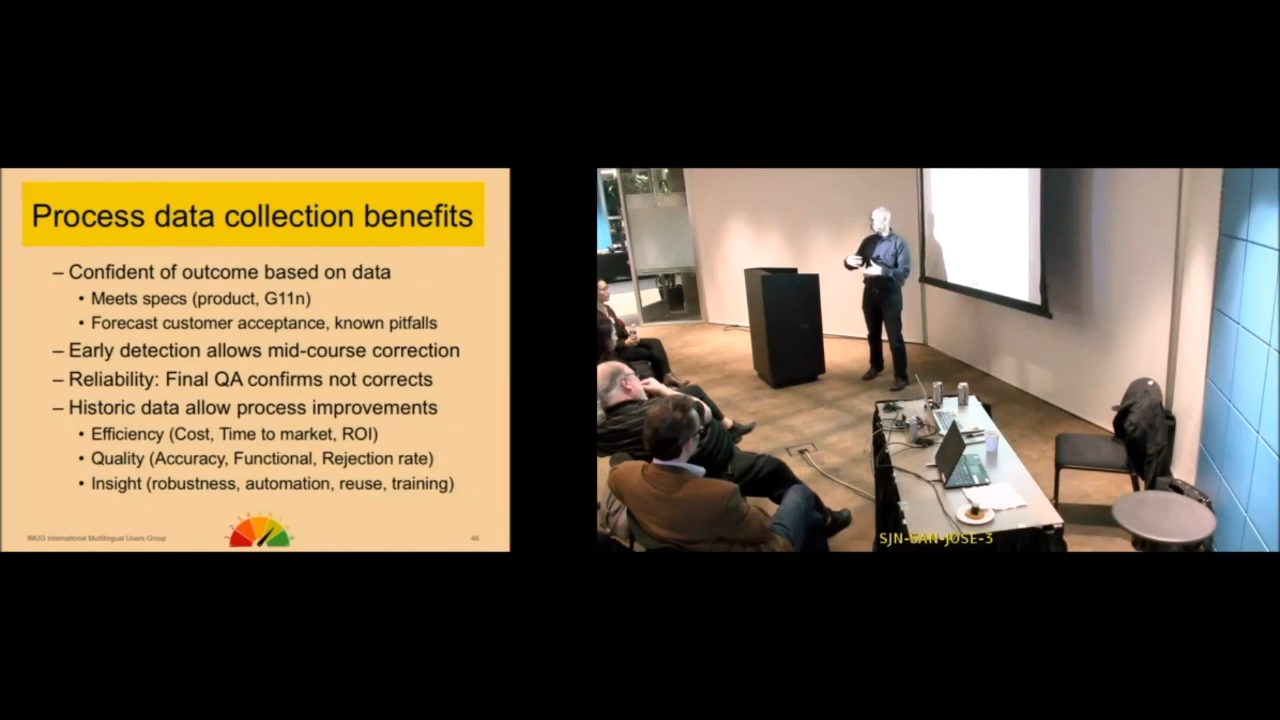 Process data collection benefits
– Confident of outcome based on data
• Meets specs (product, G11n)
• Forecast customer acceptance, known pitfalls
– Early detection allows mid-course correction
– Reliability: Final QA confirms not corrects
– Historic data allow process improvements
• Efficiency (Cost, Time to market, ROI)
• Quality (Accuracy, Functional, Rejection rate)
• Insight (robustness, automation, reuse, training)
IMUG International Multilingual Users Group
46
SJN-SAN-JOSE-3